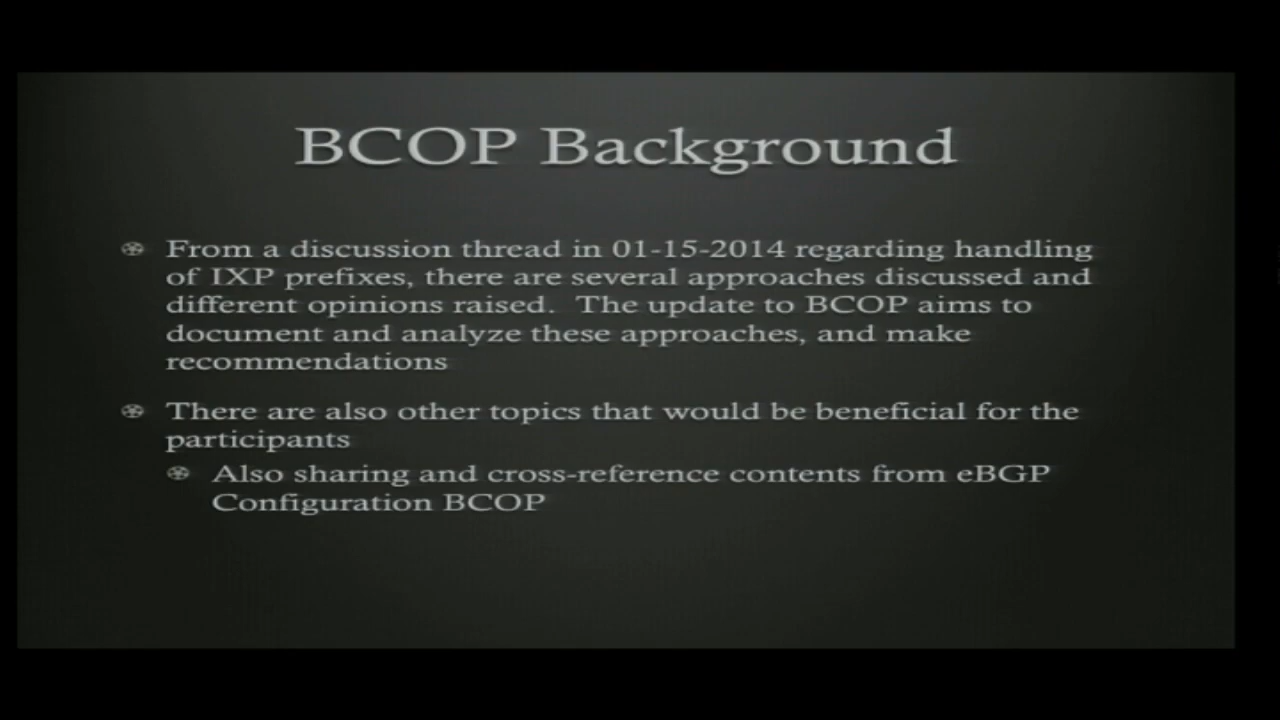 BCOP Background
From a discussion thread in 01-15-2014 regarding handling
of IXP prefixes, there are several approaches discussed and
different opinions raised.  The update to BCOP aims to
document and analyze these approaches, and make
recommendations
There are also other topics that would be beneficial for the
participants
Also sharing and cross-reference contents from eBGP
Configuration BCOP